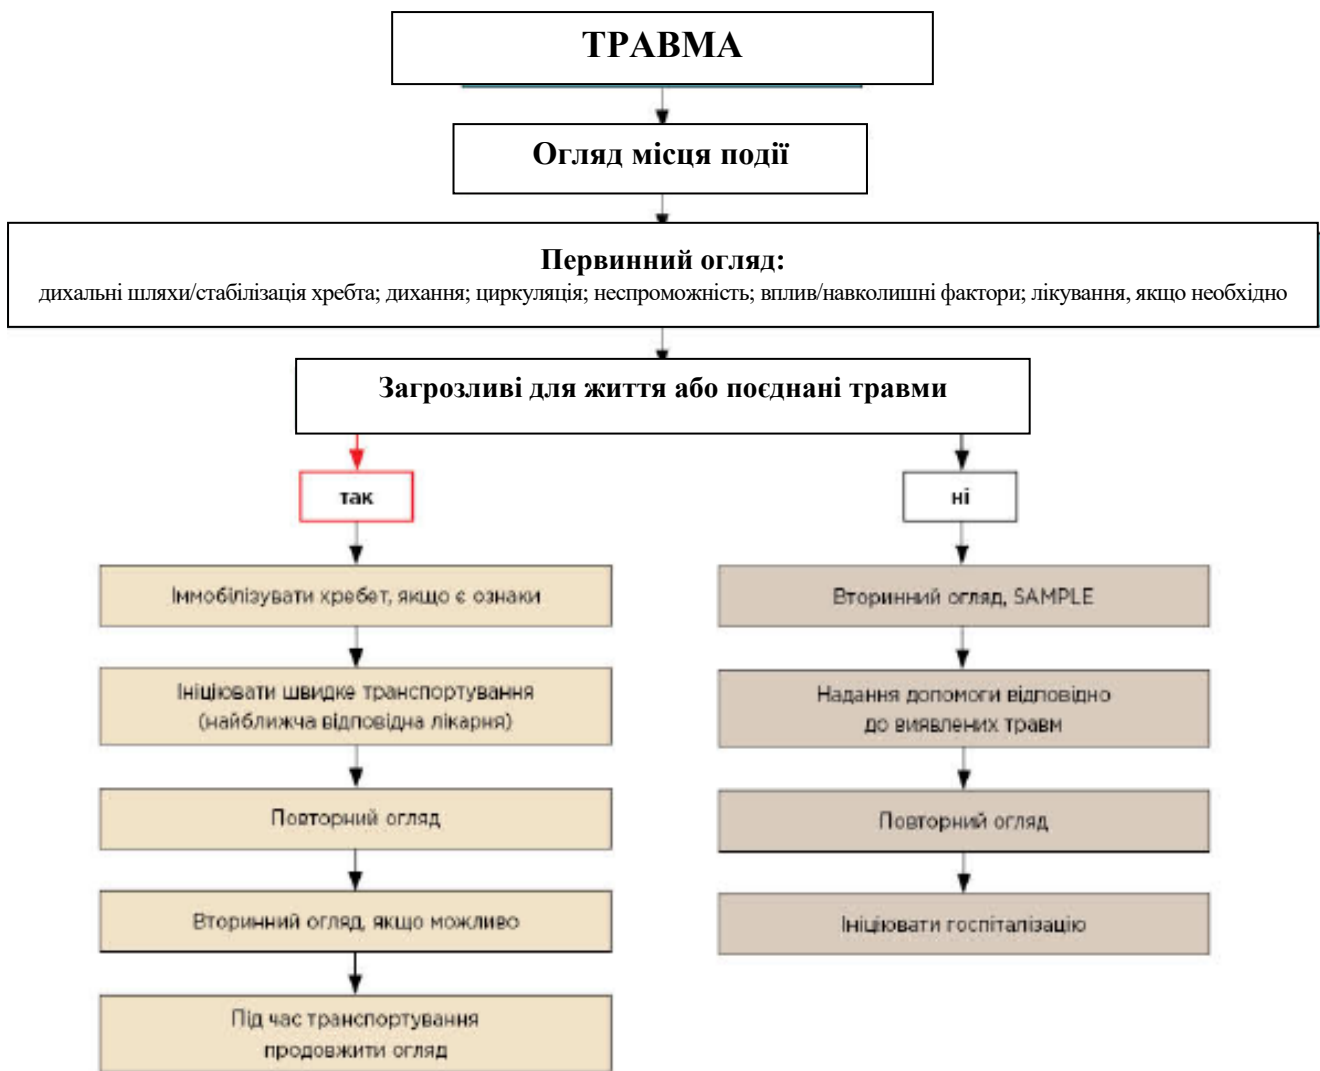 ТРАВМА
Огляд місця події
Первинний огляд:
дихальні шляхи/стабілізація хребта; дихання; циркуляція; неспроможність; вплив/навколишні фактори; лікування, якщо необхідно
Загрозливі для життя або поєднані травми
так
ні
Іммобілізувати хребет, якщо є ознаки
Ініціювати швидке транспортування
(найближча відповідна лікарня)
Повторний огляд
Вторинний огляд, якщо можливо
Під час транспортування
продовжити огляд
Вторинний огляд, SAMPLE
Надання допомоги відповідно
до виявлених травм
Повторний огляд
Ініціювати госпіталізацію